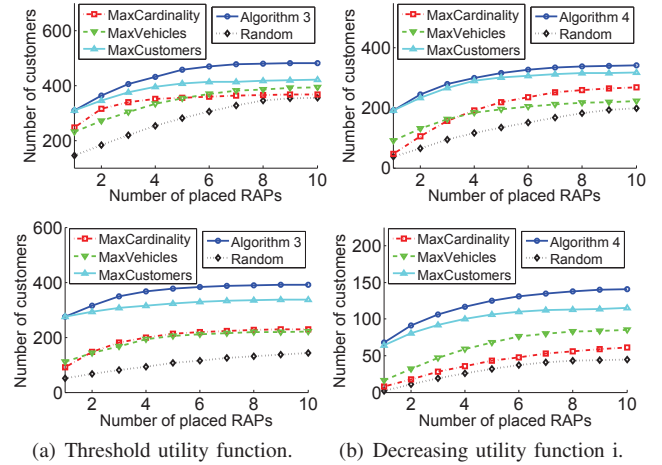 600
400
200
Number of customers
MaxCardinality
MaxVehicles
MaxCustomers
Algorithm 3
Random
2 4 6 8 10
Number of placed RAPs
400
200
0
Number of customers
MaxCardinality
MaxVehicles
MaxCustomers
Algorithm 4
Random
2 4 6 8 10
Number of placed RAPs
600
400
200
0
Number of customers
MaxCardinality
MaxVehicles
MaxCustomers
Algorithm 3
Random
2 4 6 8 10
Number of placed RAPs
200
150
100
50
0
Number of customers
MaxCardinality
MaxVehicles
MaxCustomers
Algorithm 4
Random
2 4 6 8 10
Number of placed RAPs
(a) Threshold utility function.
(b) Decreasing utility function i.